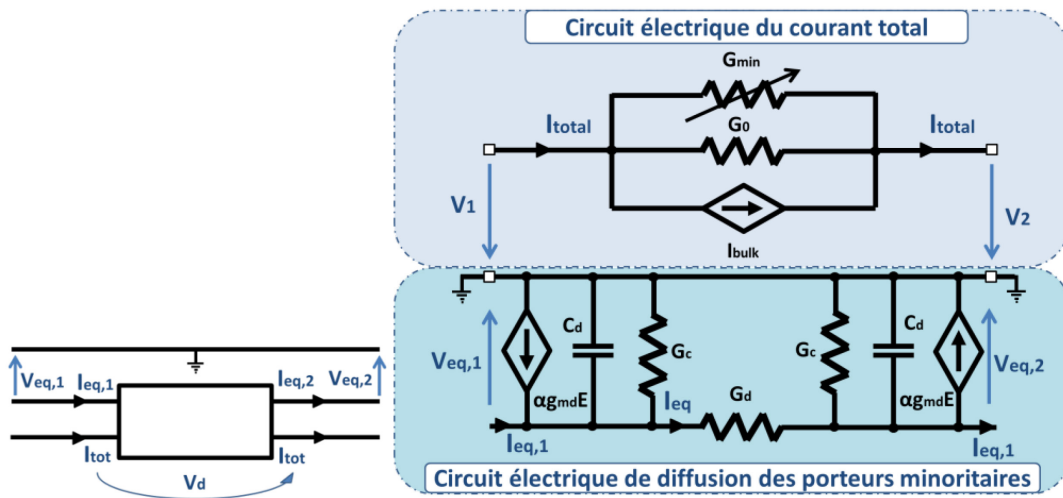 Circuit électrique du courant total
Gmin
Itotal
G0
Itotal
V1
V2
Ibulk
Cd
Cd
Veq,1
Gc
Gc
Veq,2
Veq,1
Ieq,1
Ieq,2
Veq,2
αgmdE
Ieq
Gd
αgmdE
Ieq,1
Ieq,1
Itot
Itot
Vd
Circuit électrique de diffusion des porteurs minoritaires